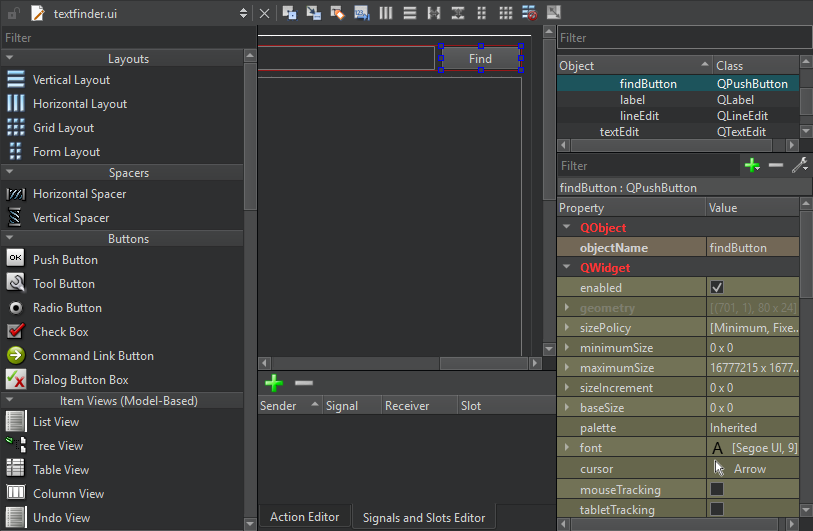 textfinder.ui
Filter
Layouts
Vertical Layout
Horizontal Layout
Grid Layout
Form Layout
Spacers
Horizontal Spacer
Vertical Spacer
Buttons
OK Push Button
Tool Button
Radio Button
Check Box
Command Link Button
Dialog Button Box
Item Views (Model-Based)
List View
Tree View
Table View
Column View
Undo View
Find
Sender Signal Receiver Slot
Action Editor Signals and Slots Editor
Filter
Object Class
findButton QPushButton
label QLabel
lineEdit QLineEdit
textEdit QTextEdit
Filter
findButton : QPushButton
Property Value
QObject
objectName findButton
QWidget
enabled
geometry [(701, 1), 80 x 24]
sizePolicy [Minimum, Fixe...
minimumSize 0 x 0
maximumSize 16777215 x 1677...
sizeIncrement 0 x 0
baseSize 0 x 0
palette Inherited
font A [Segoe UI, 9]
cursor Arrow
mouseTracking
tabletTracking